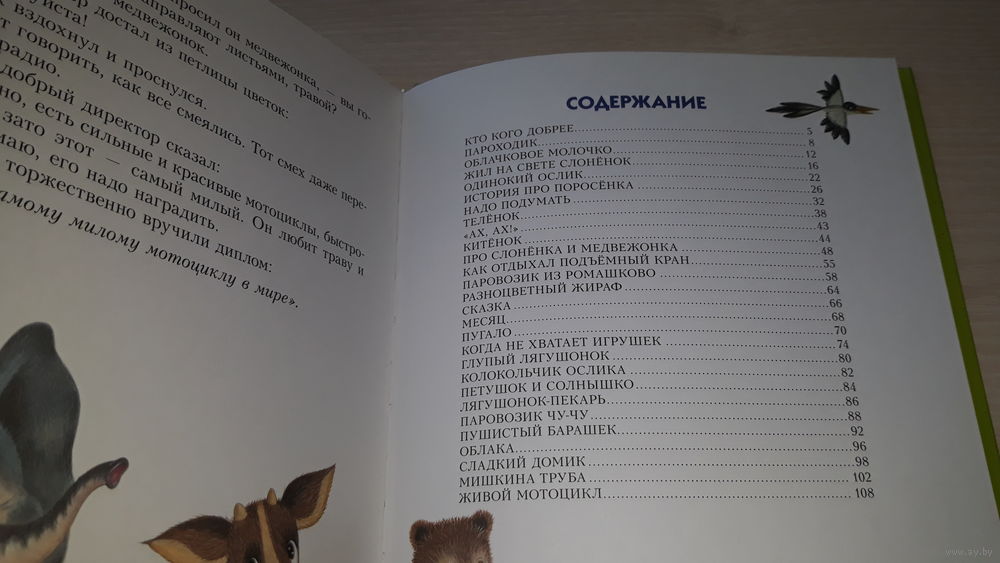 просил он медвежонка, — вы го-
заправляют листьями, травой?
медвежонок.
достал из петлицы цветок:
вздохнул и проснулся.
говорить, как все смеялись. Тот смех даже пере-
радио.
добрый директор сказал:
есть сильные и красивые мотоциклы, быстро-
зато этот — самый милый. Он любит траву и
его надо наградить.
торжественно вручили диплом:
милому мотоциклу в мире».
СОДЕРЖАНИЕ
КТО КОГО ДОБРЕЕ 5
ПАРОХОДИК 8
ОБЛАЧКОВОЕ МОЛОЧКО 12
ЖИЛ НА СВЕТЕ СЛОНЁНОК 16
ОДИНОКИЙ ОСЛИК 22
ИСТОРИЯ ПРО ПОРОСЁНКА 26
НАДО ПОДУМАТЬ 32
ТЕЛЁНОК 38
«АХ, АХ!» 43
КИТЁНОК 44
ПРО СЛОНЁНКА И МЕДВЕЖОНКА 48
КАК ОТДЫХАЛ ПОДЪЁМНЫЙ КРАН 55
ПАРОВОЗИК ИЗ РОМАШКОВО 58
РАЗНОЦВЕТНЫЙ ЖИРАФ 64
СКАЗКА 66
МЕСЯЦ 68
ПУГАЛО 70
КОГДА НЕ ХВАТАЕТ ИГРУШЕК 74
ГЛУПЫЙ ЛЯГУШОНОК 80
КОЛОКОЛЬЧИК ОСЛИКА 82
ПЕТУШОК И СОЛНЫШКО 84
ЛЯГУШОНОК-ПЕКАРЬ 86
ПАРОВОЗИК ЧУ-ЧУ 88
ПУШИСТЫЙ БАРАШЕК 92
ОБЛАКА 96
СЛАДКИЙ ДОМИК 98
МИШКИНА ТРУБА 102
ЖИВОЙ МОТОЦИКЛ 108
www.ay.by